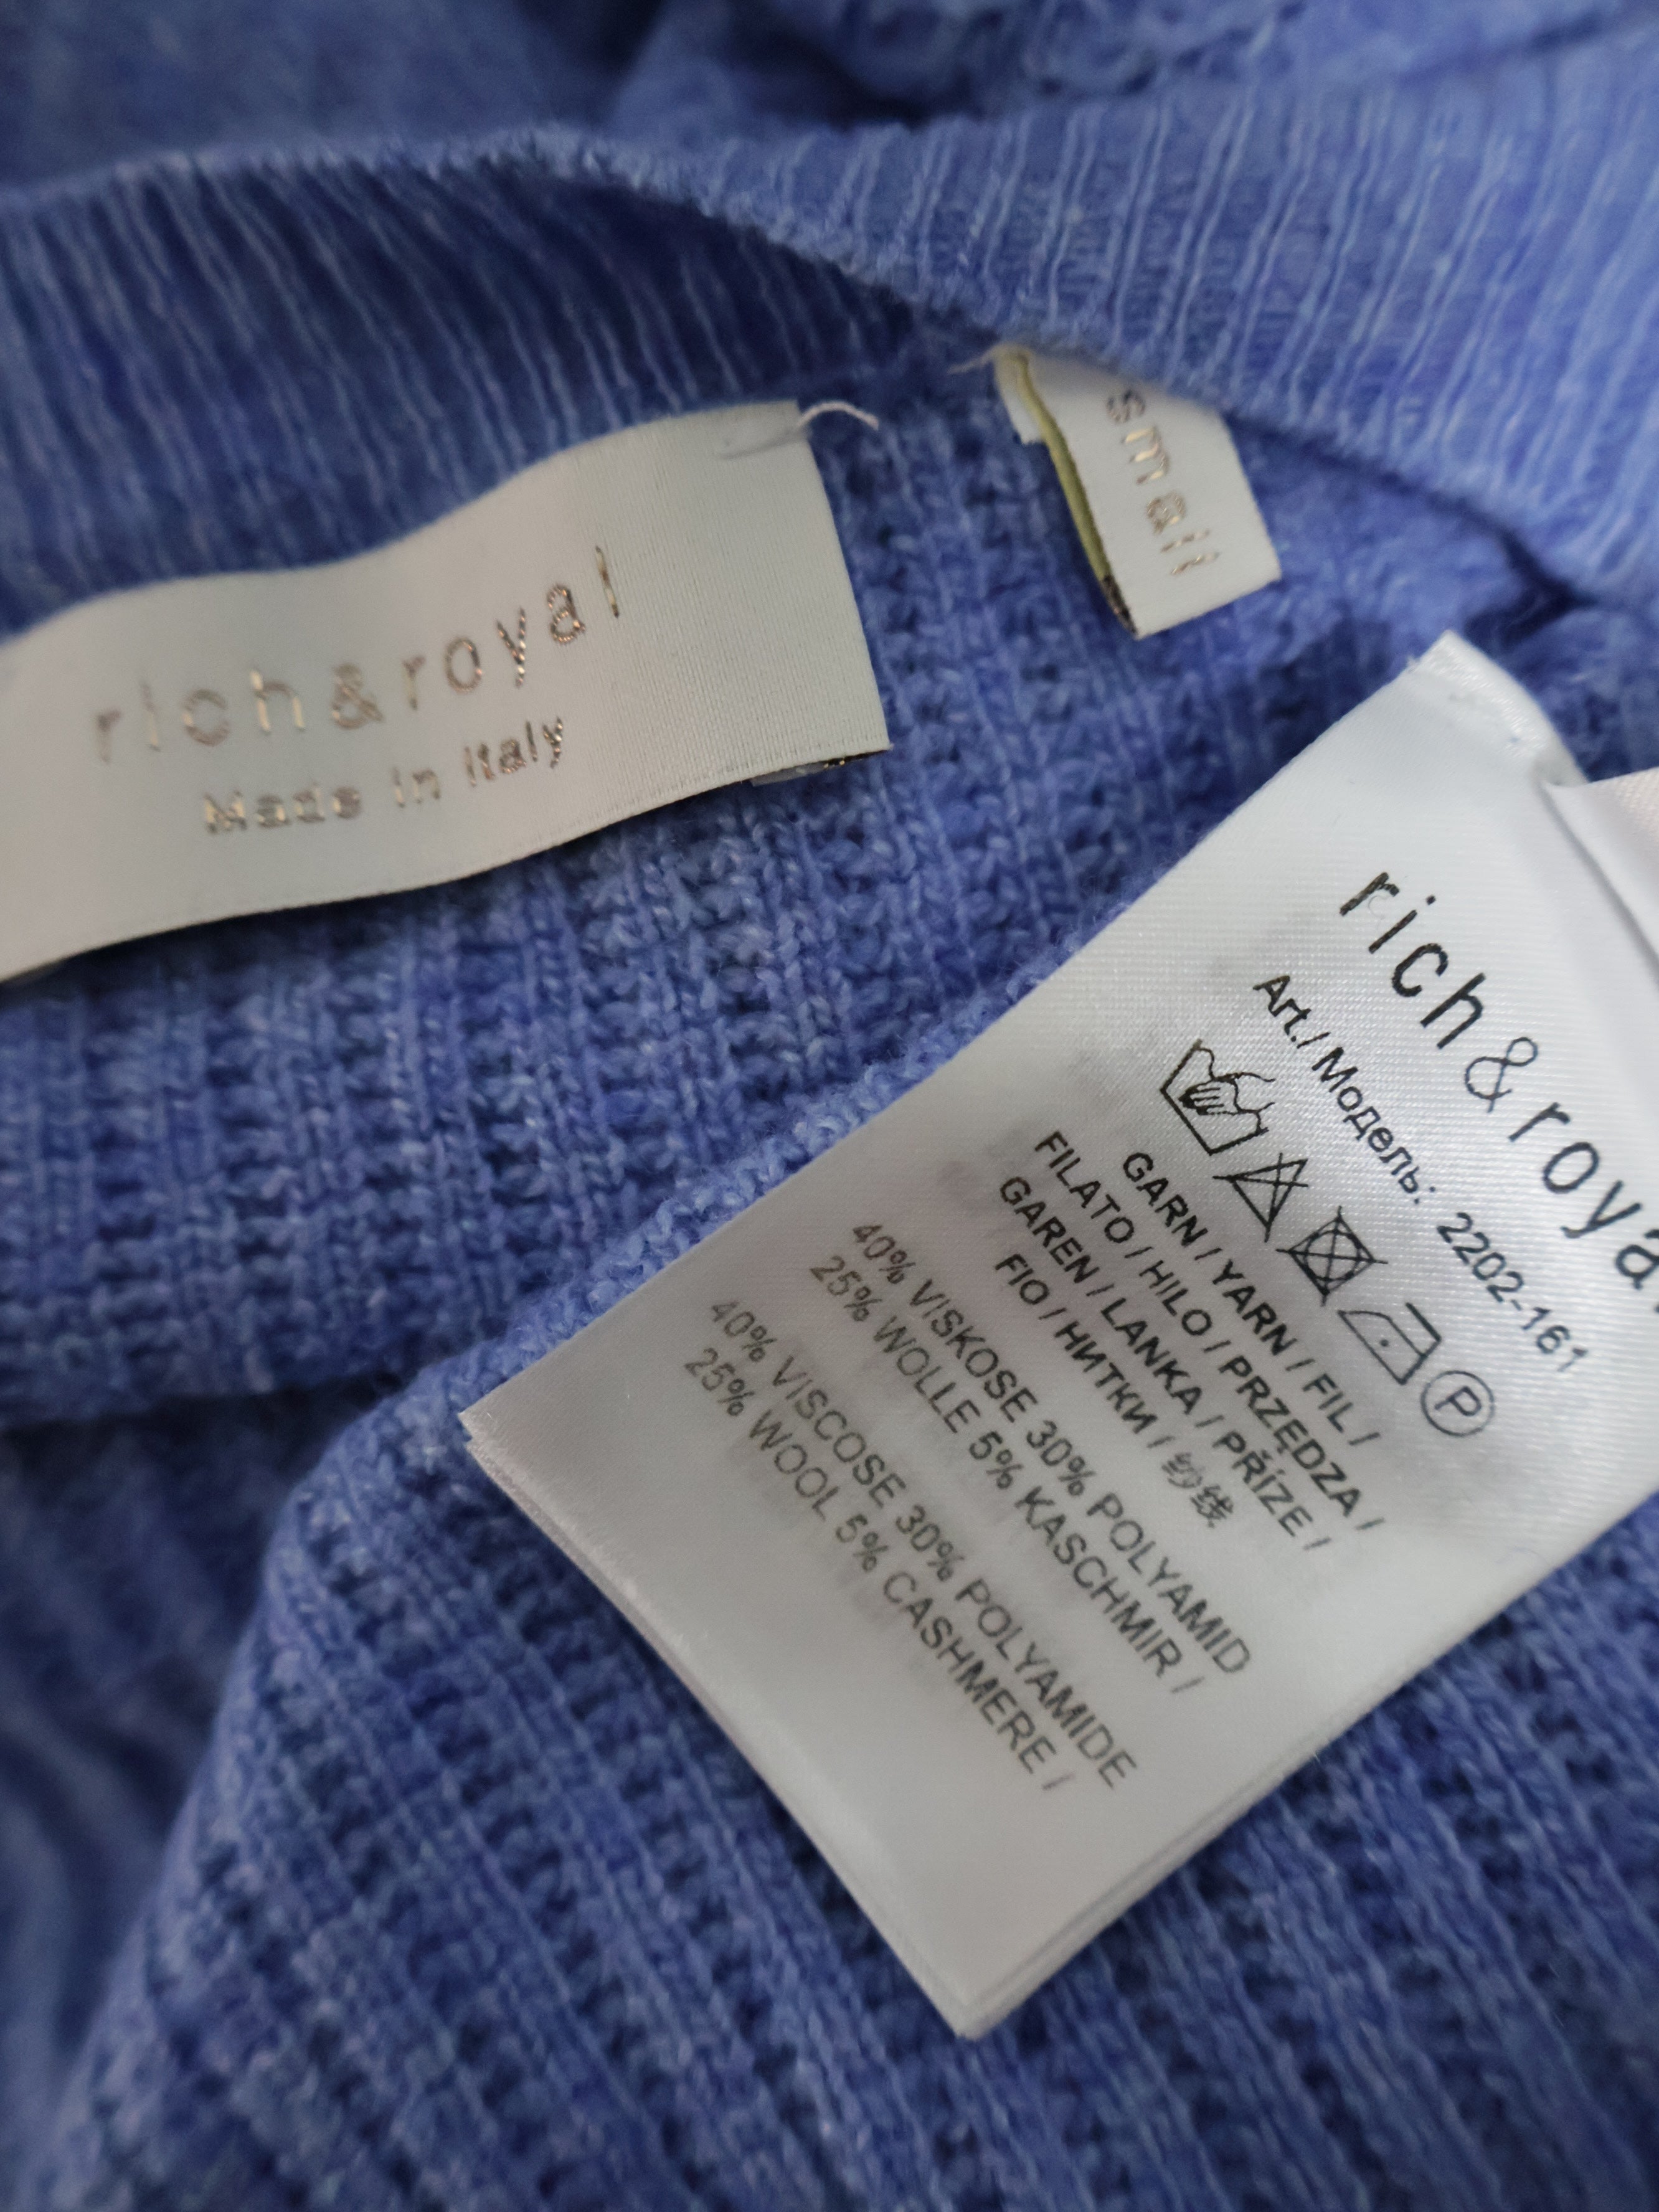 rich&royal
Made in Italy
small
rich&roya
Art./Модель: 2202-161
P
GARN / YARN / FIL /
FILATO / HILO / PRZĘDZA /
GAREN / LANKA / PŘÍZE /
FIO / НИТКИ / 纱线
40% VISKOSE 30% POLYAMID
25% WOLLE 5% KASCHMIR /
40% VISCOSE 30% POLYAMIDE
25% WOOL 5% CASHMERE /